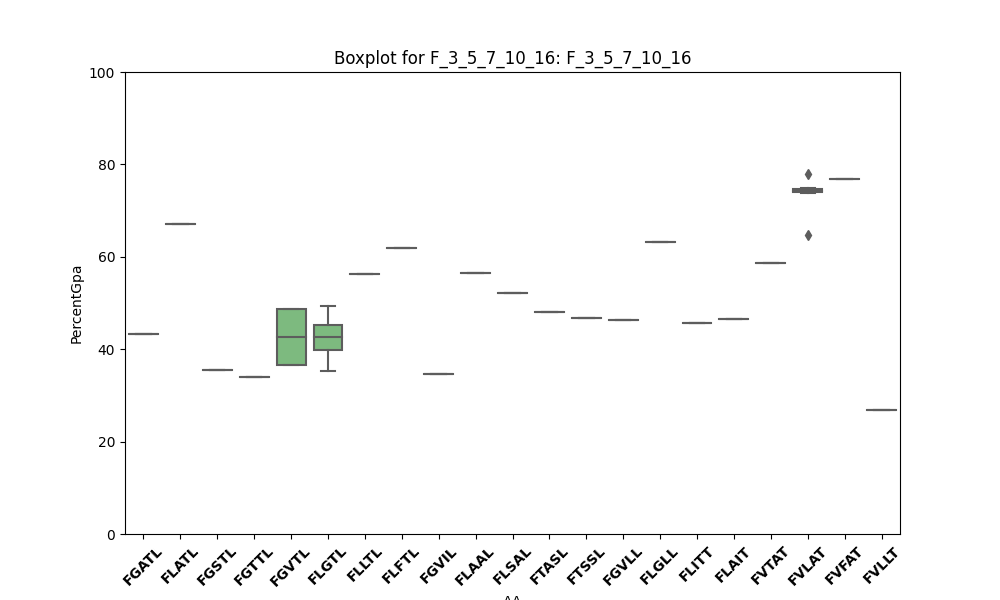 Boxplot for F_3_5_7_10_16: F_3_5_7_10_16
PercentGpa
100
80
60
40
20
0
FGATL
FLATL
FGSTL
FGTTL
FGVTL
FLGTL
FLLTL
FLFTL
FGVIL
FLAAL
FLSAL
FTASL
FTSSL
FGVLL
FLGLL
FLITT
FLAIT
FVTAT
FVLAT
FVFAT
FVLLT
AA